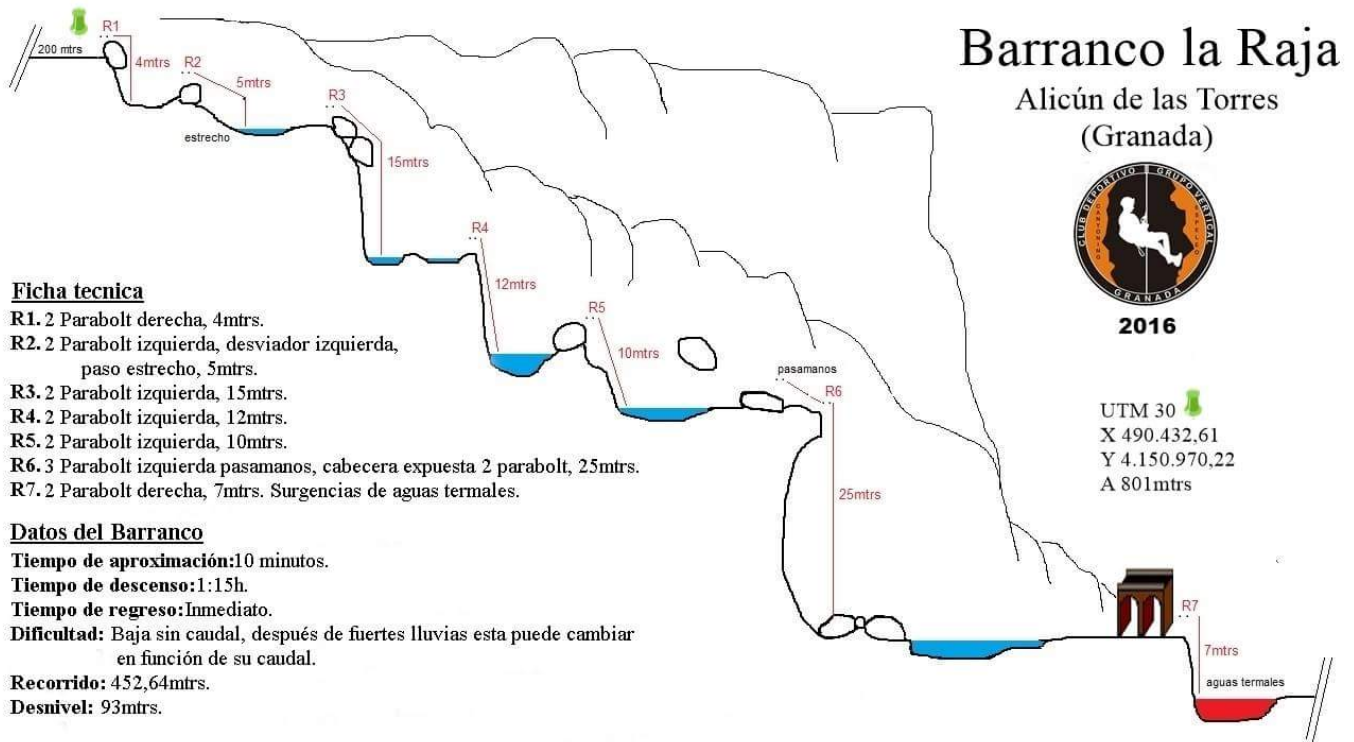 Barranco la Raja
Alicún de las Torres
(Granada)
CLUB DEPORTIVO GRUPO VERTICAL
CANYONING
RAPELLO
GRANADA
2016
UTM 30
X 490.432,61
Y 4.150.970,22
A 801mtrs
200 mtrs
R1
4mtrs
R2
5mtrs
estrecho
R3
15mtrs
R4
12mtrs
R5
10mtrs
pasamanos
R6
25mtrs
R7
7mtrs
aguas termales
Ficha tecnica
R1. 2 Parabolt derecha, 4mtrs.
R2. 2 Parabolt izquierda, desviador izquierda,
paso estrecho, 5mtrs.
R3. 2 Parabolt izquierda, 15mtrs.
R4. 2 Parabolt izquierda, 12mtrs.
R5. 2 Parabolt izquierda, 10mtrs.
R6. 3 Parabolt izquierda pasamanos, cabecera expuesta 2 parabolt, 25mtrs.
R7. 2 Parabolt derecha, 7mtrs. Surgencias de aguas termales.
Datos del Barranco
Tiempo de aproximación:10 minutos.
Tiempo de descenso:1:15h.
Tiempo de regreso:Inmediato.
Dificultad: Baja sin caudal, después de fuertes lluvias esta puede cambiar
en función de su caudal.
Recorrido: 452,64mtrs.
Desnivel: 93mtrs.